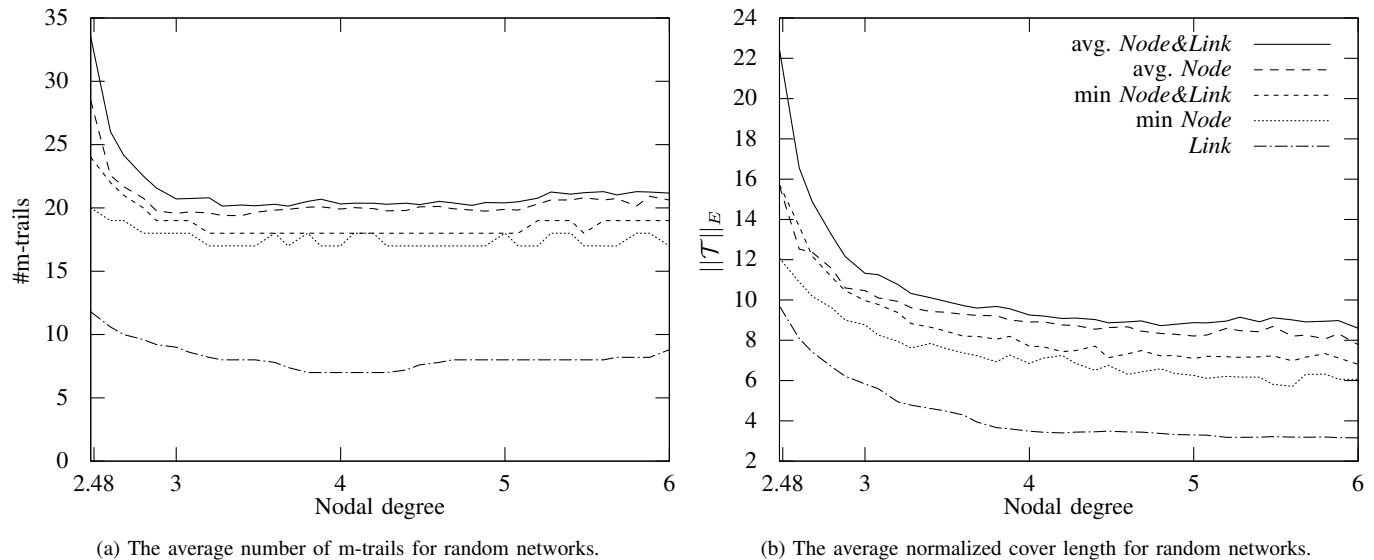 35
30
25
20
15
10
5
0
#m-trails
2.48 3 4 5 6
Nodal degree
(a) The average number of m-trails for random networks.
24
22
20
18
16
14
12
10
8
6
4
2
||𝒯||_E
avg. Node&Link
avg. Node
min Node&Link
min Node
Link
2.48 3 4 5 6
Nodal degree
(b) The average normalized cover length for random networks.